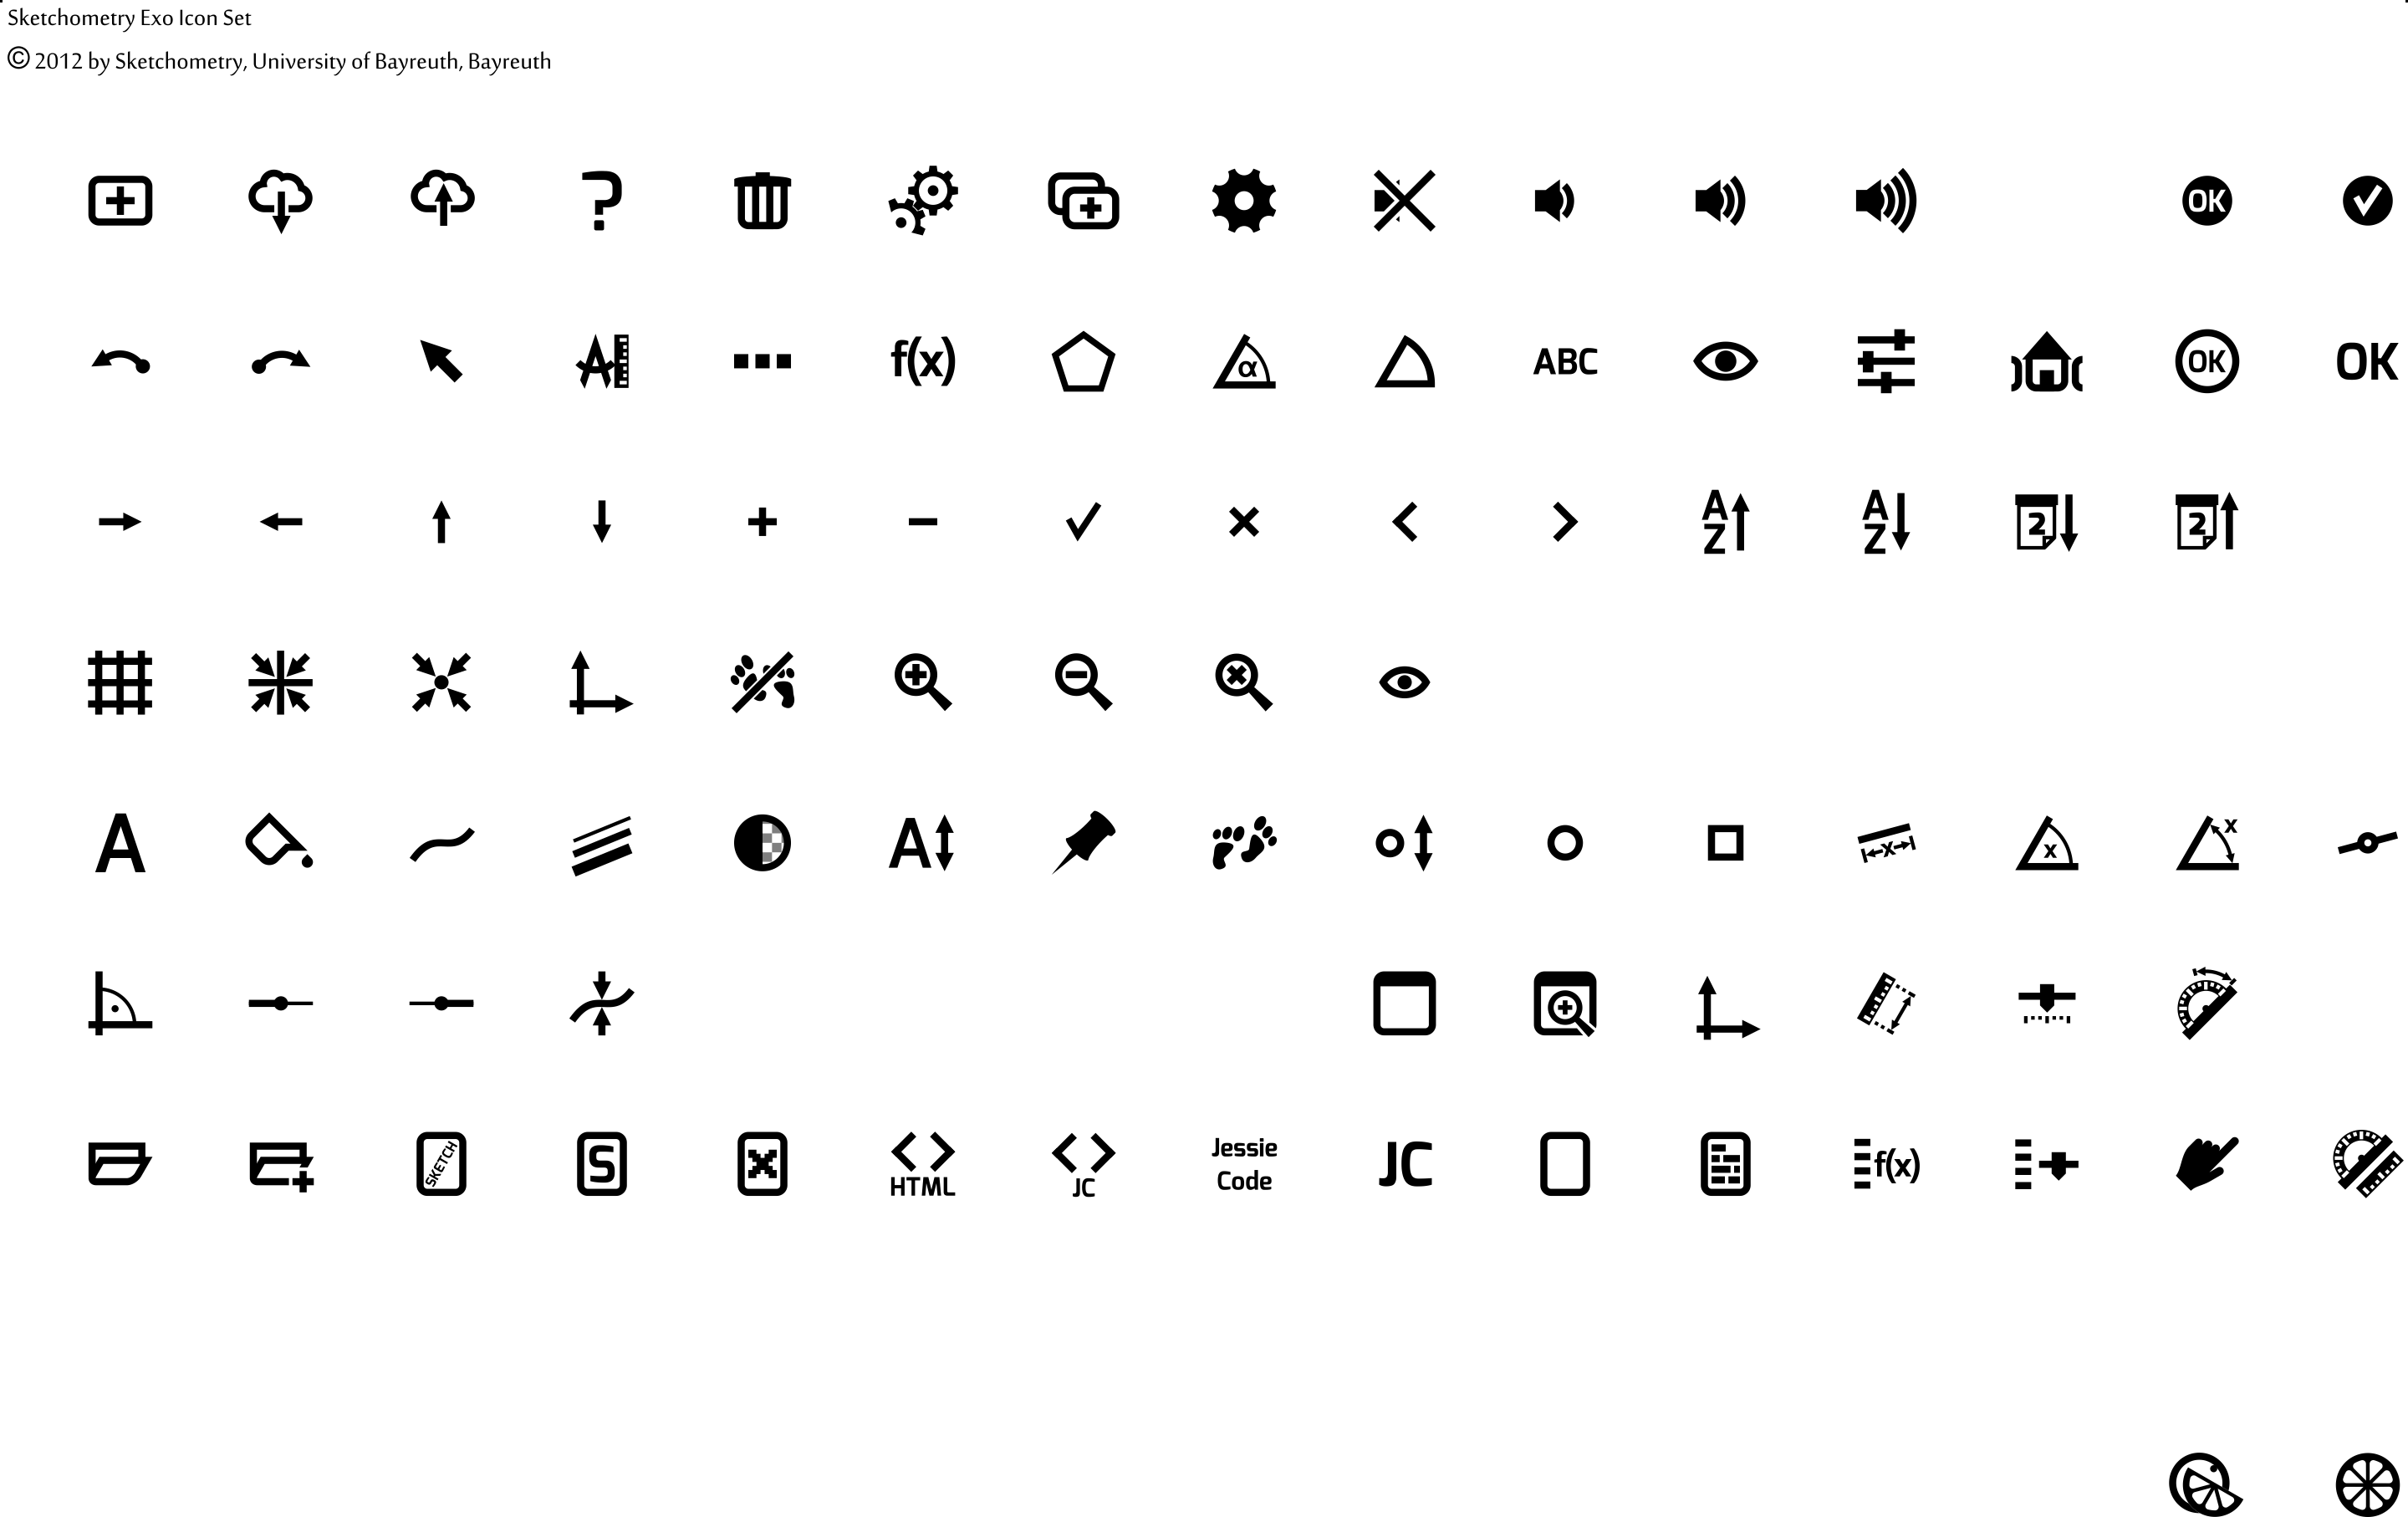 Sketchometry Exo Icon Set
© 2012 by Sketchometry, University of Bayreuth, Bayreuth
?
OK
f(x)
α
ABC
OK
OK
A
Z
A
Z
2
2
A
A
x
x
x
SKETCH
S
HTML
JC
Jessie
Code
JC
f(x)